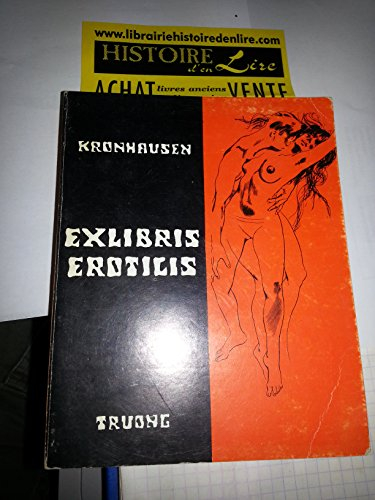 www.librairiehistoiredenlire.com
HISTOIRE d'en Lire
ACHAT livres anciens VENTE
KRONHAUSEN
EXLIBRIS
EROTILIS
TRUONG